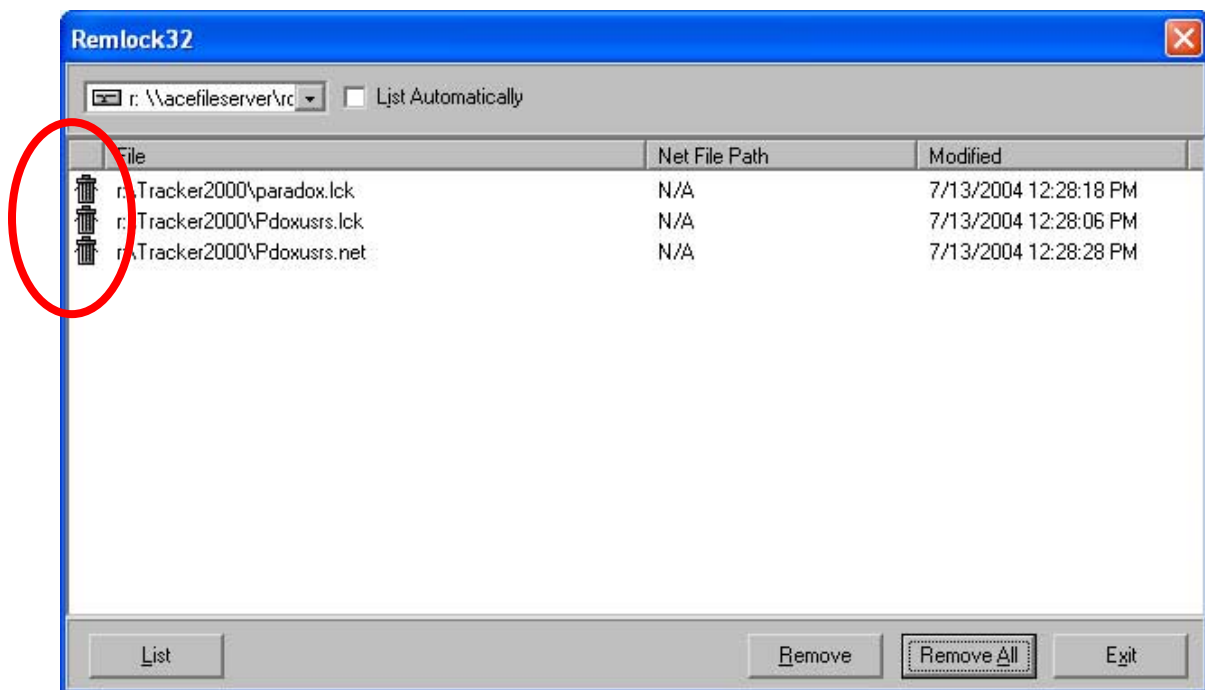 Remlock32
r: \\acefileserver\rc List Automatically
File Net File Path Modified
r:\Tracker2000\paradox.lck N/A 7/13/2004 12:28:18 PM
r:\Tracker2000\Pdoxusrs.lck N/A 7/13/2004 12:28:06 PM
r:\Tracker2000\Pdoxusrs.net N/A 7/13/2004 12:28:28 PM
List Remove Remove All Exit